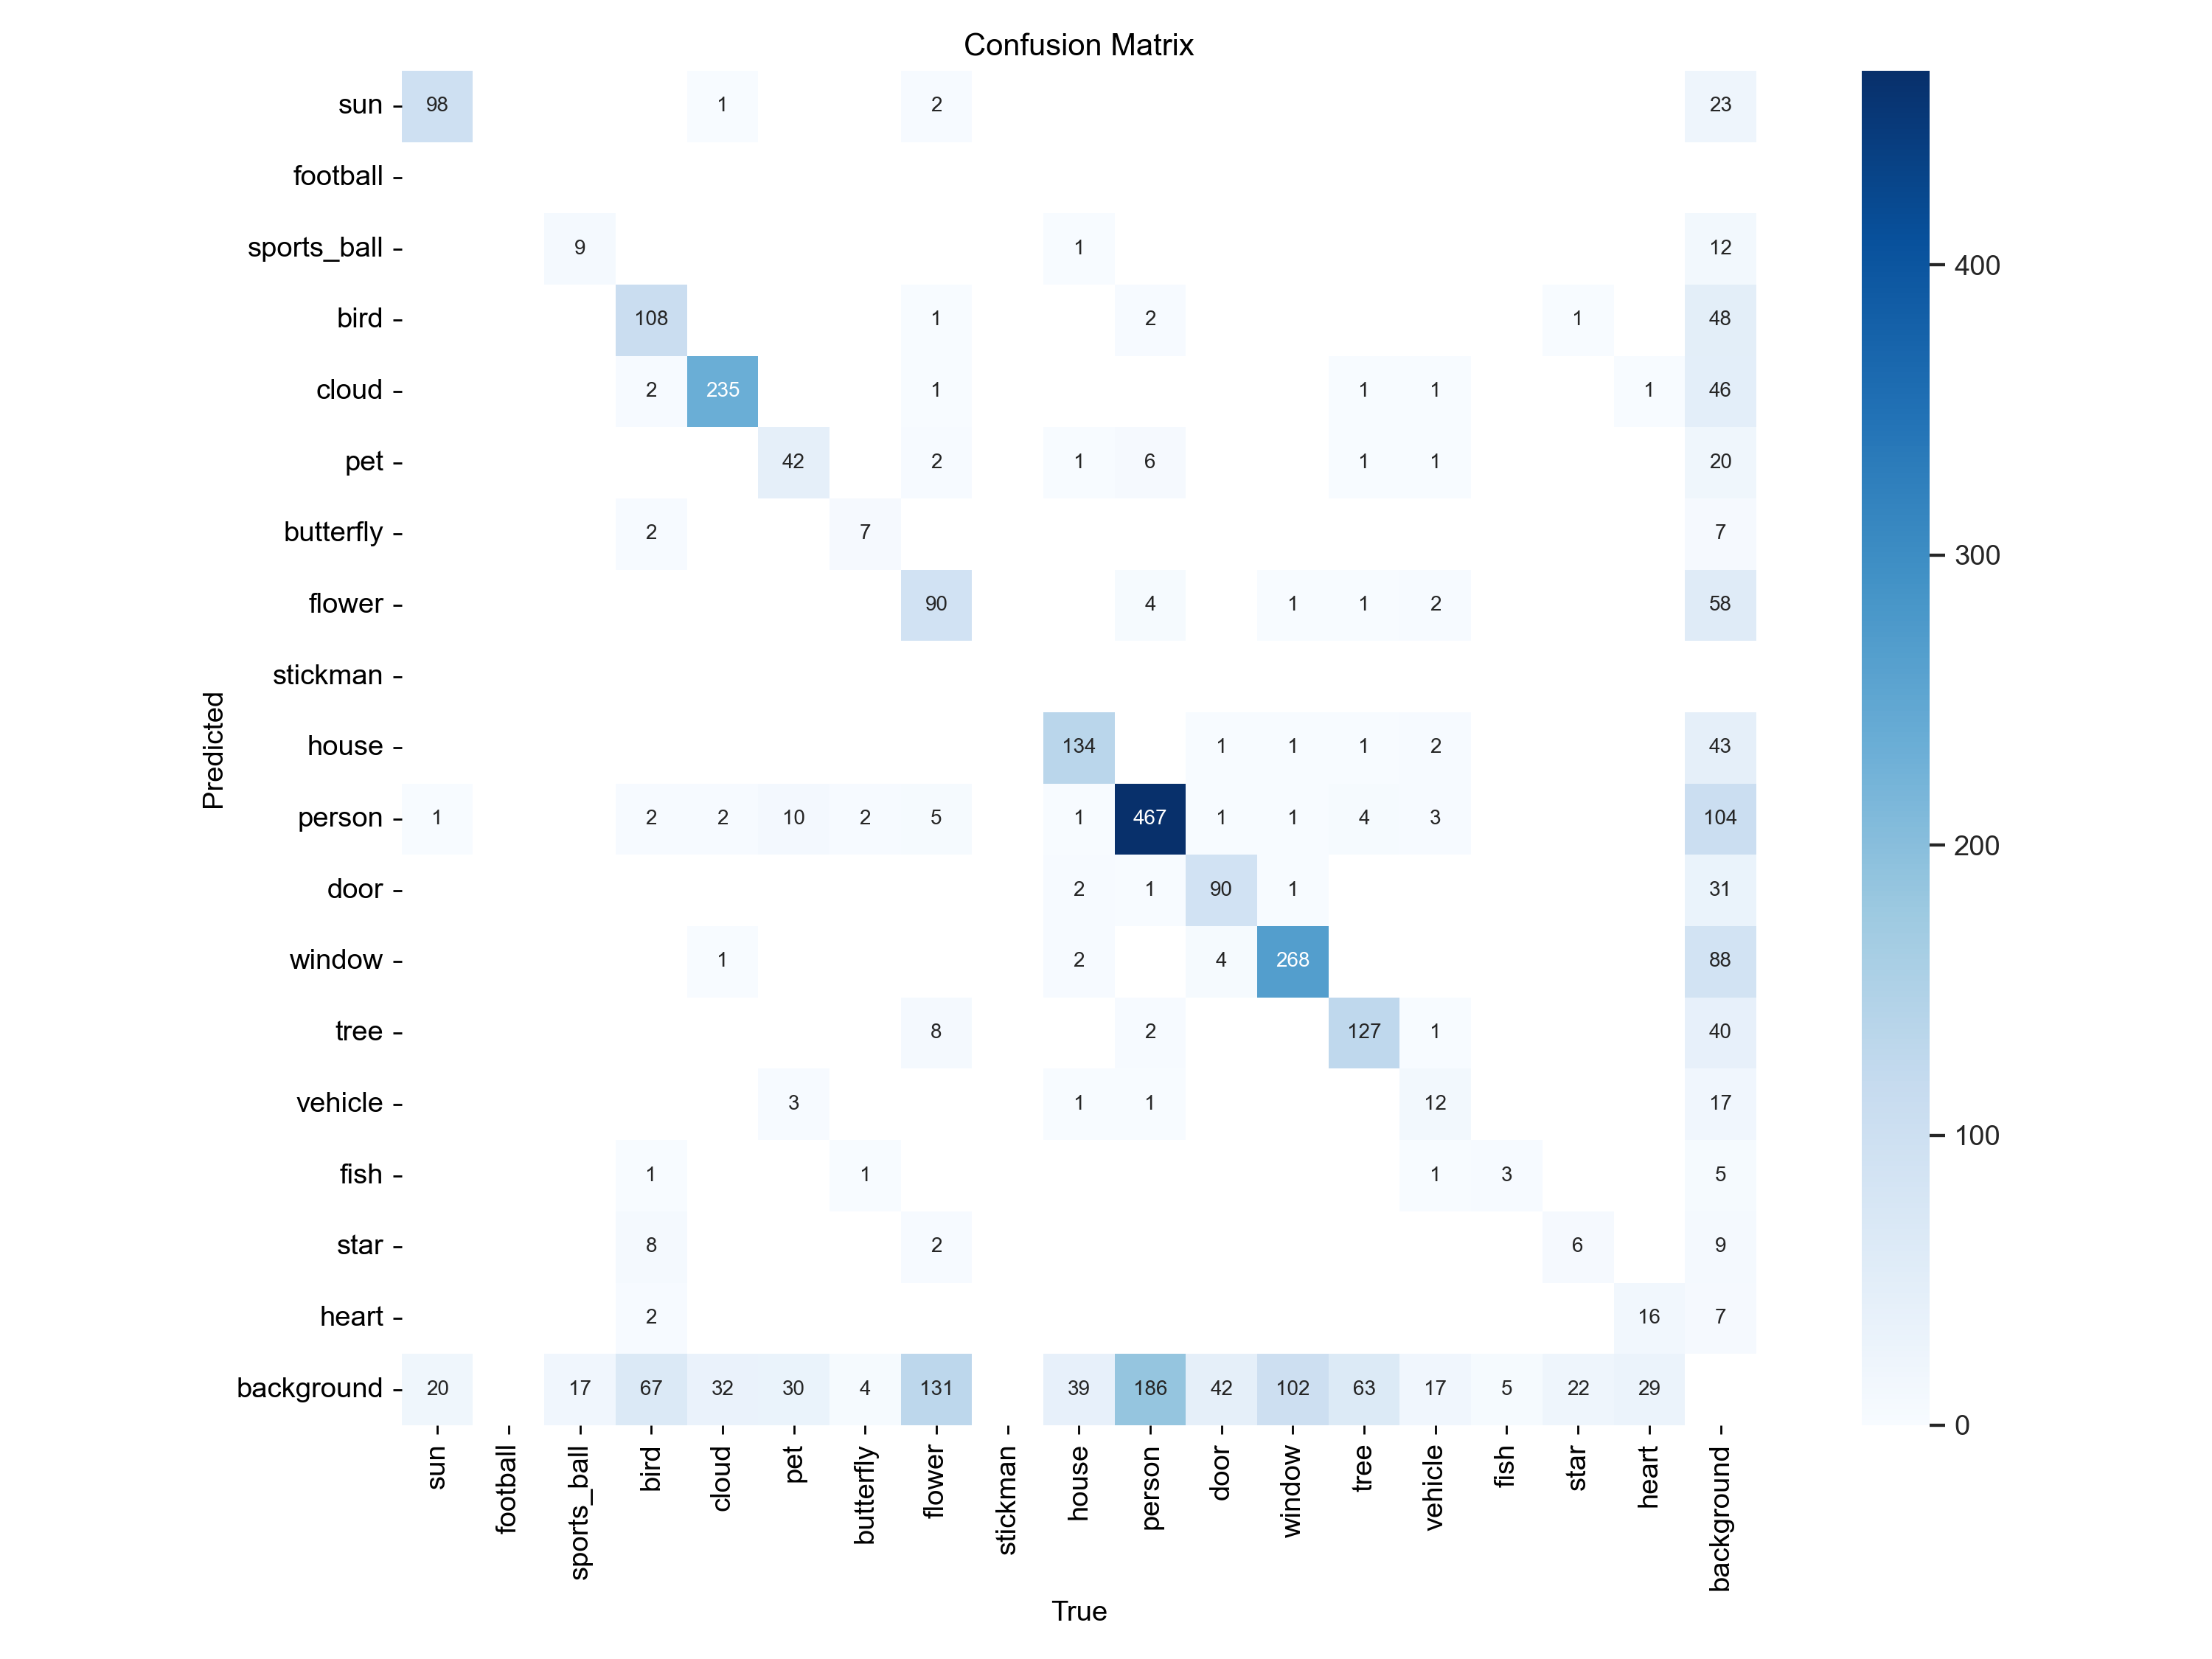 Confusion Matrix
sun 98 1 2 23
football
sports_ball 9 1 12
bird 108 1 2 1 48
cloud 2 235 1 1 1 1 46
pet 42 2 1 6 1 1 20
butterfly 2 7 7
flower 90 4 1 1 2 58
stickman
house 134 1 1 1 2 43
person 1 2 2 10 2 5 1 467 1 1 4 3 104
door 2 1 90 1 31
window 1 2 4 268 88
tree 8 2 127 1 40
vehicle 3 1 1 12 17
fish 1 1 1 3 5
star 8 2 6 9
heart 2 16 7
background 20 17 67 32 30 4 131 39 186 42 102 63 17 5 22 29
Predicted
sun football sports_ball bird cloud pet butterfly flower stickman house person door window tree vehicle fish star heart background
True
400
300
200
100
0